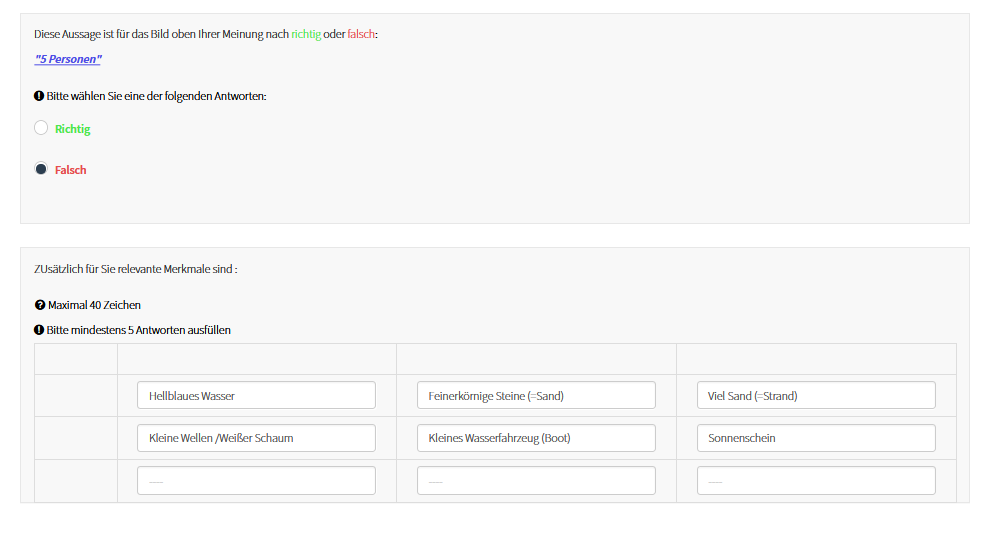 Diese Aussage ist für das Bild oben Ihrer Meinung nach richtig oder falsch:
"5 Personen"
Bitte wählen Sie eine der folgenden Antworten:
Richtig
Falsch
ZUsätzlich für Sie relevante Merkmale sind :
Maximal 40 Zeichen
Bitte mindestens 5 Antworten ausfüllen
Hellblaues Wasser Feinerkörnige Steine (=Sand) Viel Sand (=Strand)
Kleine Wellen /Weißer Schaum Kleines Wasserfahrzeug (Boot) Sonnenschein